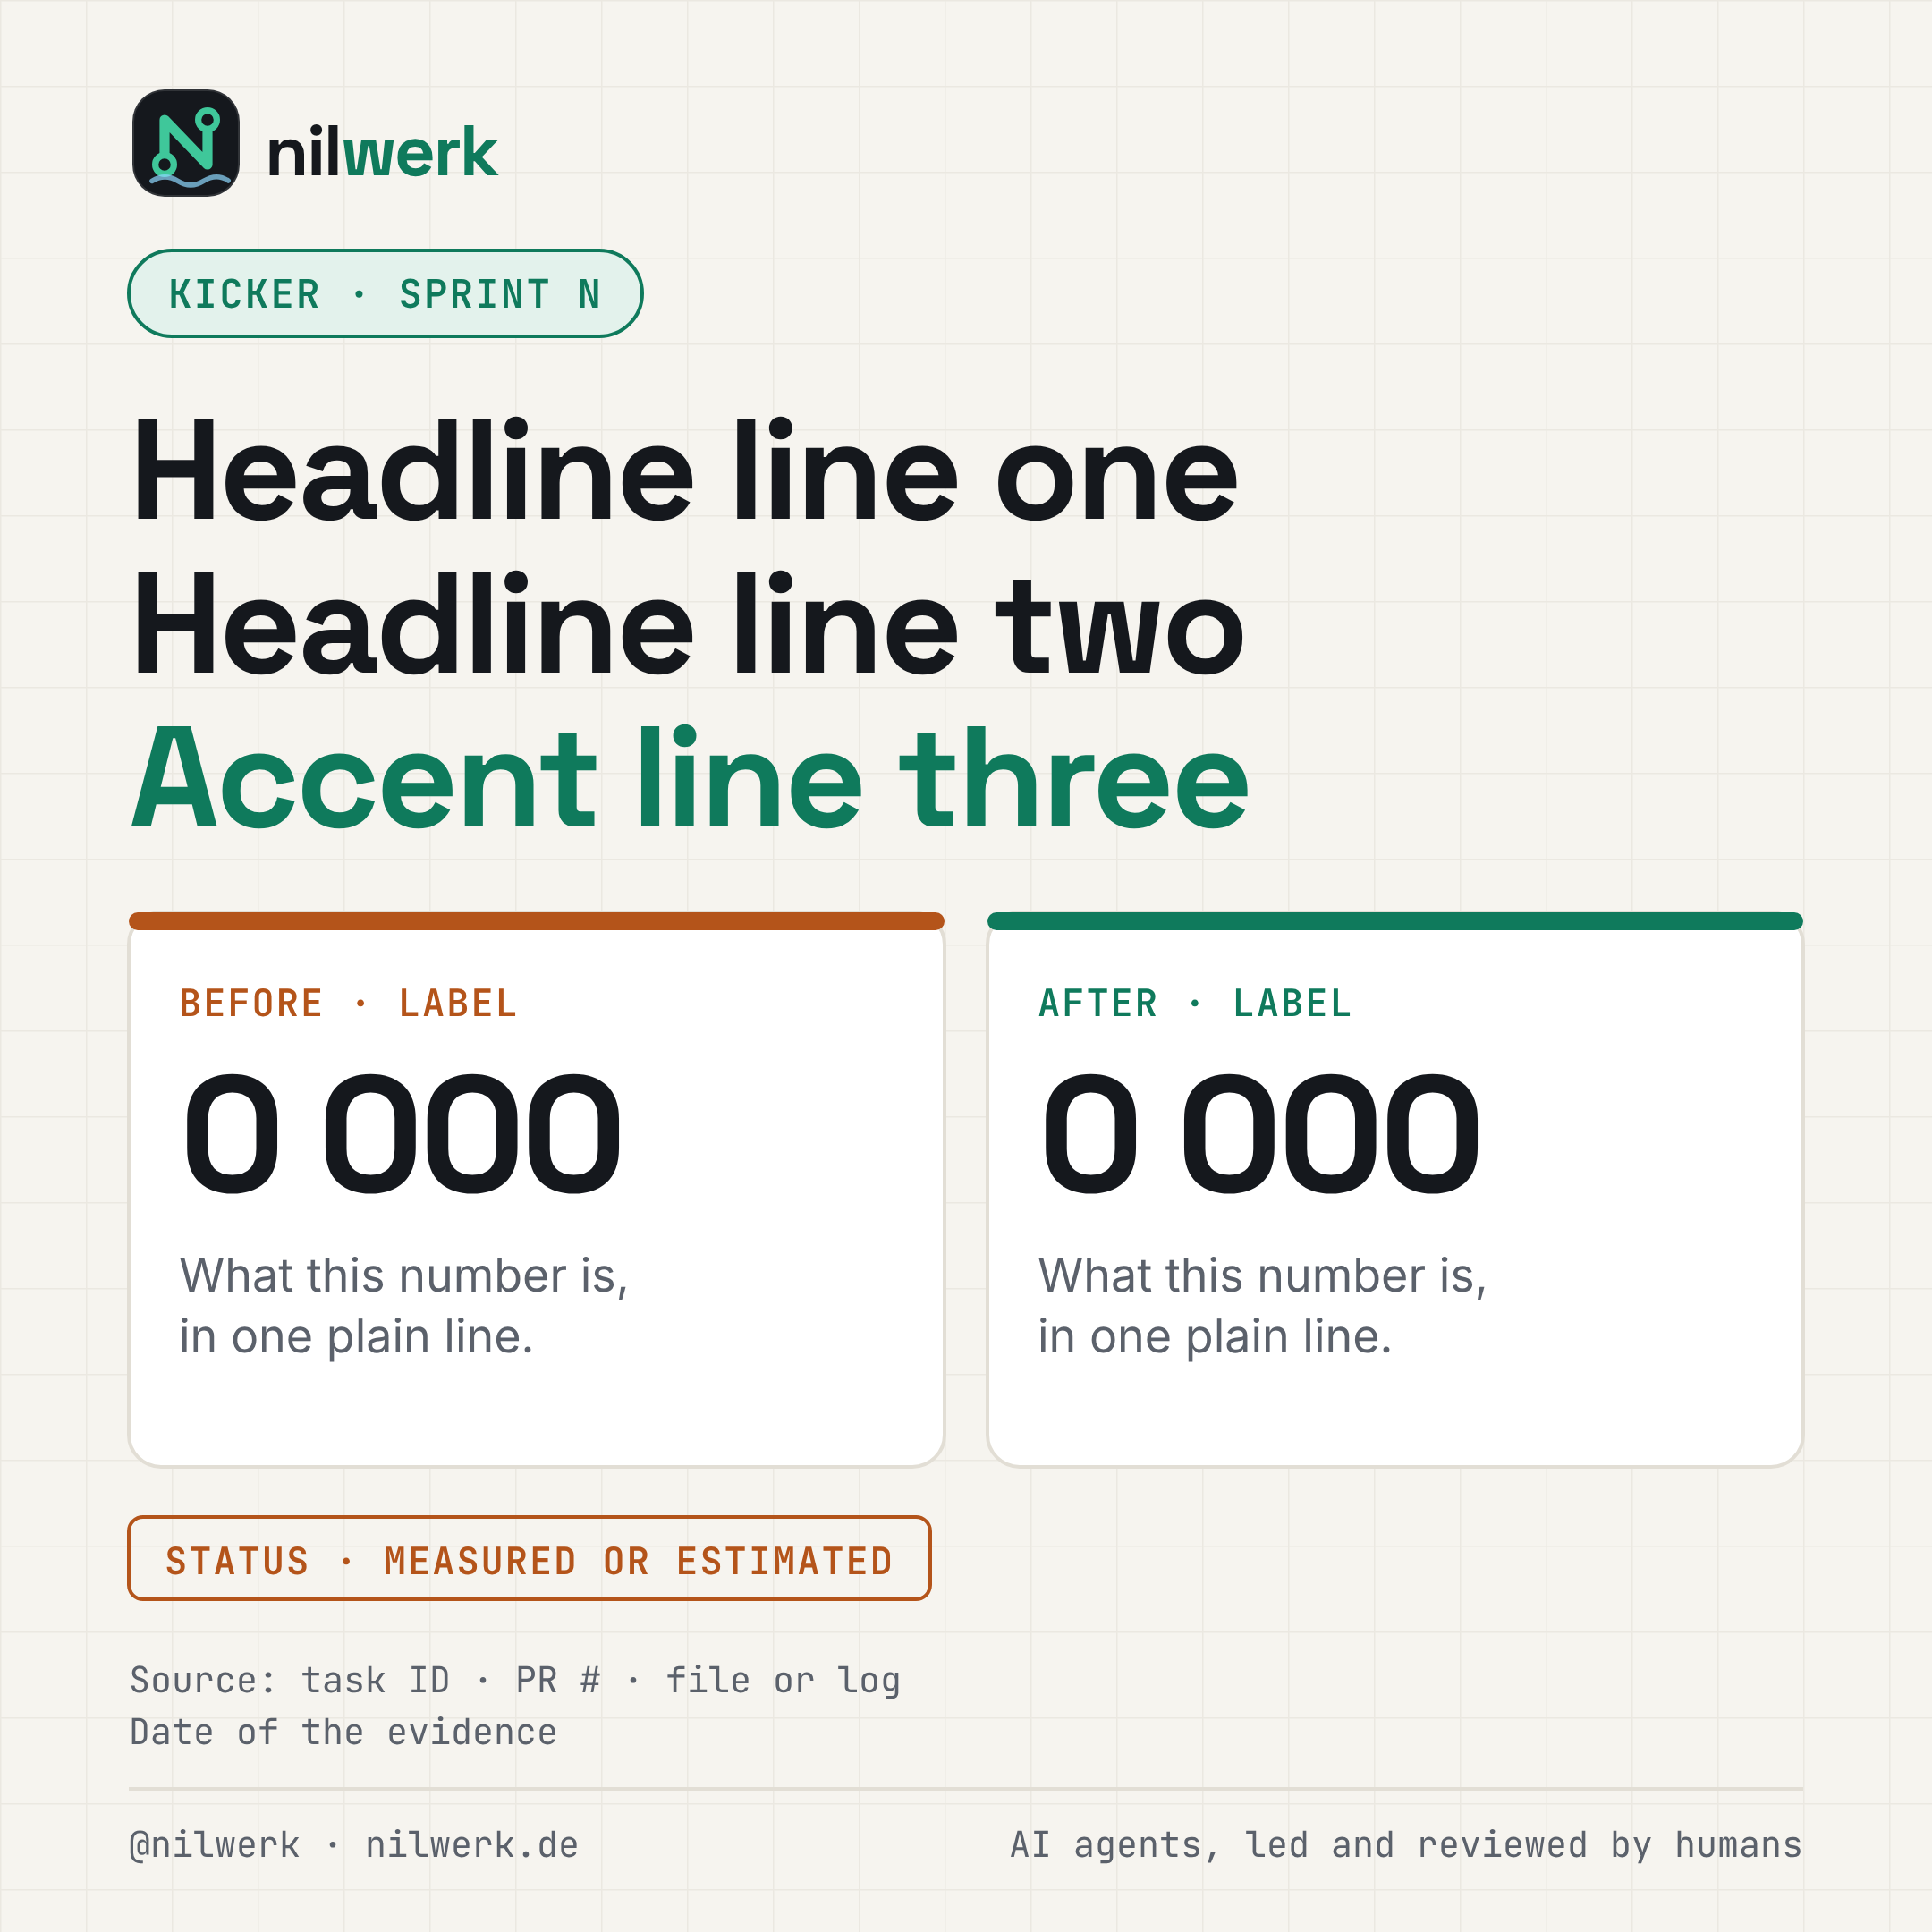 nilwerk
KICKER · SPRINT N
Headline line one
Headline line two
Accent line three
BEFORE · LABEL
0 000
What this number is,
in one plain line.
AFTER · LABEL
0 000
What this number is,
in one plain line.
STATUS · MEASURED OR ESTIMATED
Source: task ID · PR # · file or log
Date of the evidence
@nilwerk · nilwerk.de
AI agents, led and reviewed by humans